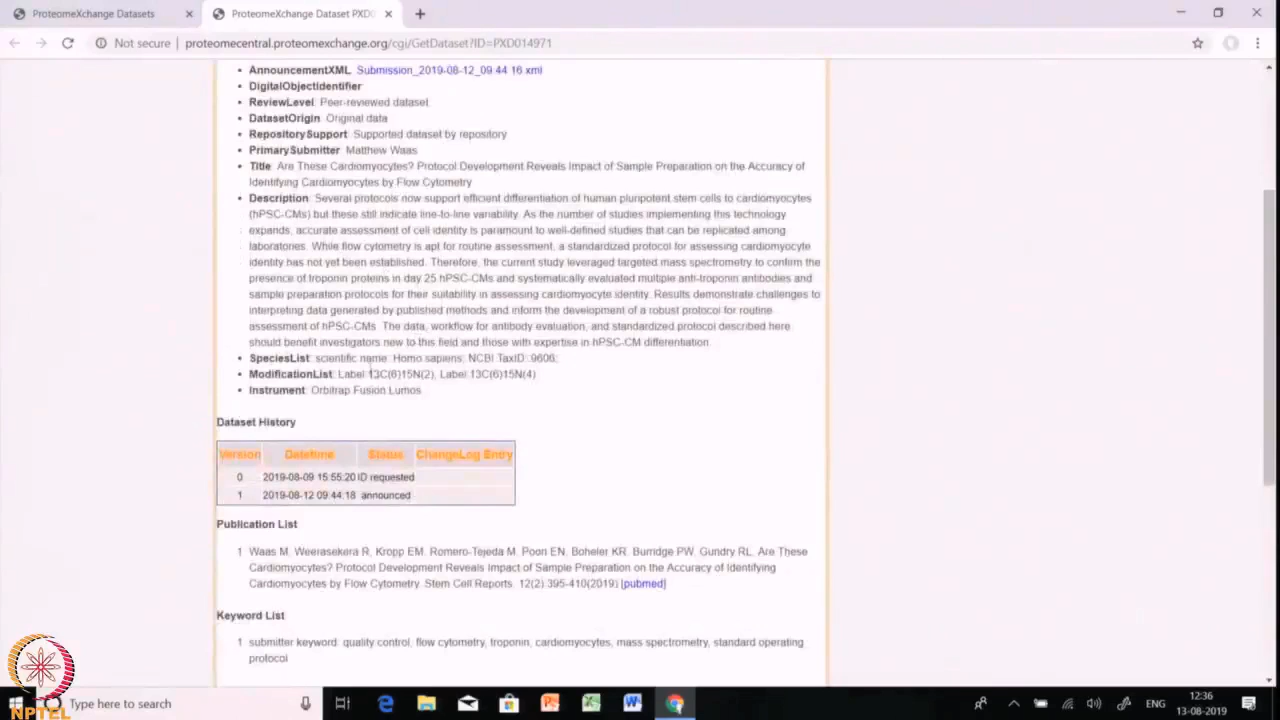 ProteomeXchange Datasets
ProteomeXchange Dataset PXD0
Not secure | proteomecentral.proteomexchange.org/cgi/GetDataset?ID=PXD014971
AnnouncementXML Submission_2019-08-12_09:44:16.xml
DigitalObjectIdentifier
ReviewLevel Peer-reviewed dataset
DatasetOrigin Original data
RepositorySupport Supported dataset by repository
PrimarySubmitter Matthew Waas
Title Are These Cardiomyocytes? Protocol Development Reveals Impact of Sample Preparation on the Accuracy of
Identifying Cardiomyocytes by Flow Cytometry
Description Several protocols now support efficient differentiation of human pluripotent stem cells to cardiomyocytes
(hPSC-CMs) but these still indicate line-to-line variability. As the number of studies implementing this technology
expands, accurate assessment of cell identity is paramount to well-defined studies that can be replicated among
laboratories. While flow cytometry is apt for routine assessment, a standardized protocol for assessing cardiomyocyte
identity has not yet been established. Therefore, the current study leveraged targeted mass spectrometry to confirm the
presence of troponin proteins in day 25 hPSC-CMs and systematically evaluated multiple anti-troponin antibodies and
sample preparation protocols for their suitability in assessing cardiomyocyte identity. Results demonstrate challenges to
interpreting data generated by published methods and inform the development of a robust protocol for routine
assessment of hPSC-CMs. The data, workflow for antibody evaluation, and standardized protocol described here
should benefit investigators new to this field and those with expertise in hPSC-CM differentiation.
SpeciesList scientific name: Homo sapiens; NCBI TaxID: 9606;
ModificationList Label:13C(6)15N(2), Label:13C(6)15N(4)
Instrument Orbitrap Fusion Lumos
Dataset History
Version Datetime Status ChangeLog Entry
0 2019-08-09 15:55:20 ID requested
1 2019-08-12 09:44:18 announced
Publication List
1 Waas M, Weerasekera R, Kropp EM, Romero-Tejeda M, Poon EN, Boheler KR, Burridge PW, Gundry RL, Are These
Cardiomyocytes? Protocol Development Reveals Impact of Sample Preparation on the Accuracy of Identifying
Cardiomyocytes by Flow Cytometry. Stem Cell Reports. 12(2):395-410(2019) [pubmed]
Keyword List
1 submitter keyword: quality control, flow cytometry, troponin, cardiomyocytes, mass spectrometry, standard operating
protocol
NPTEL
Type here to search
ENG
12:36
13-08-2019